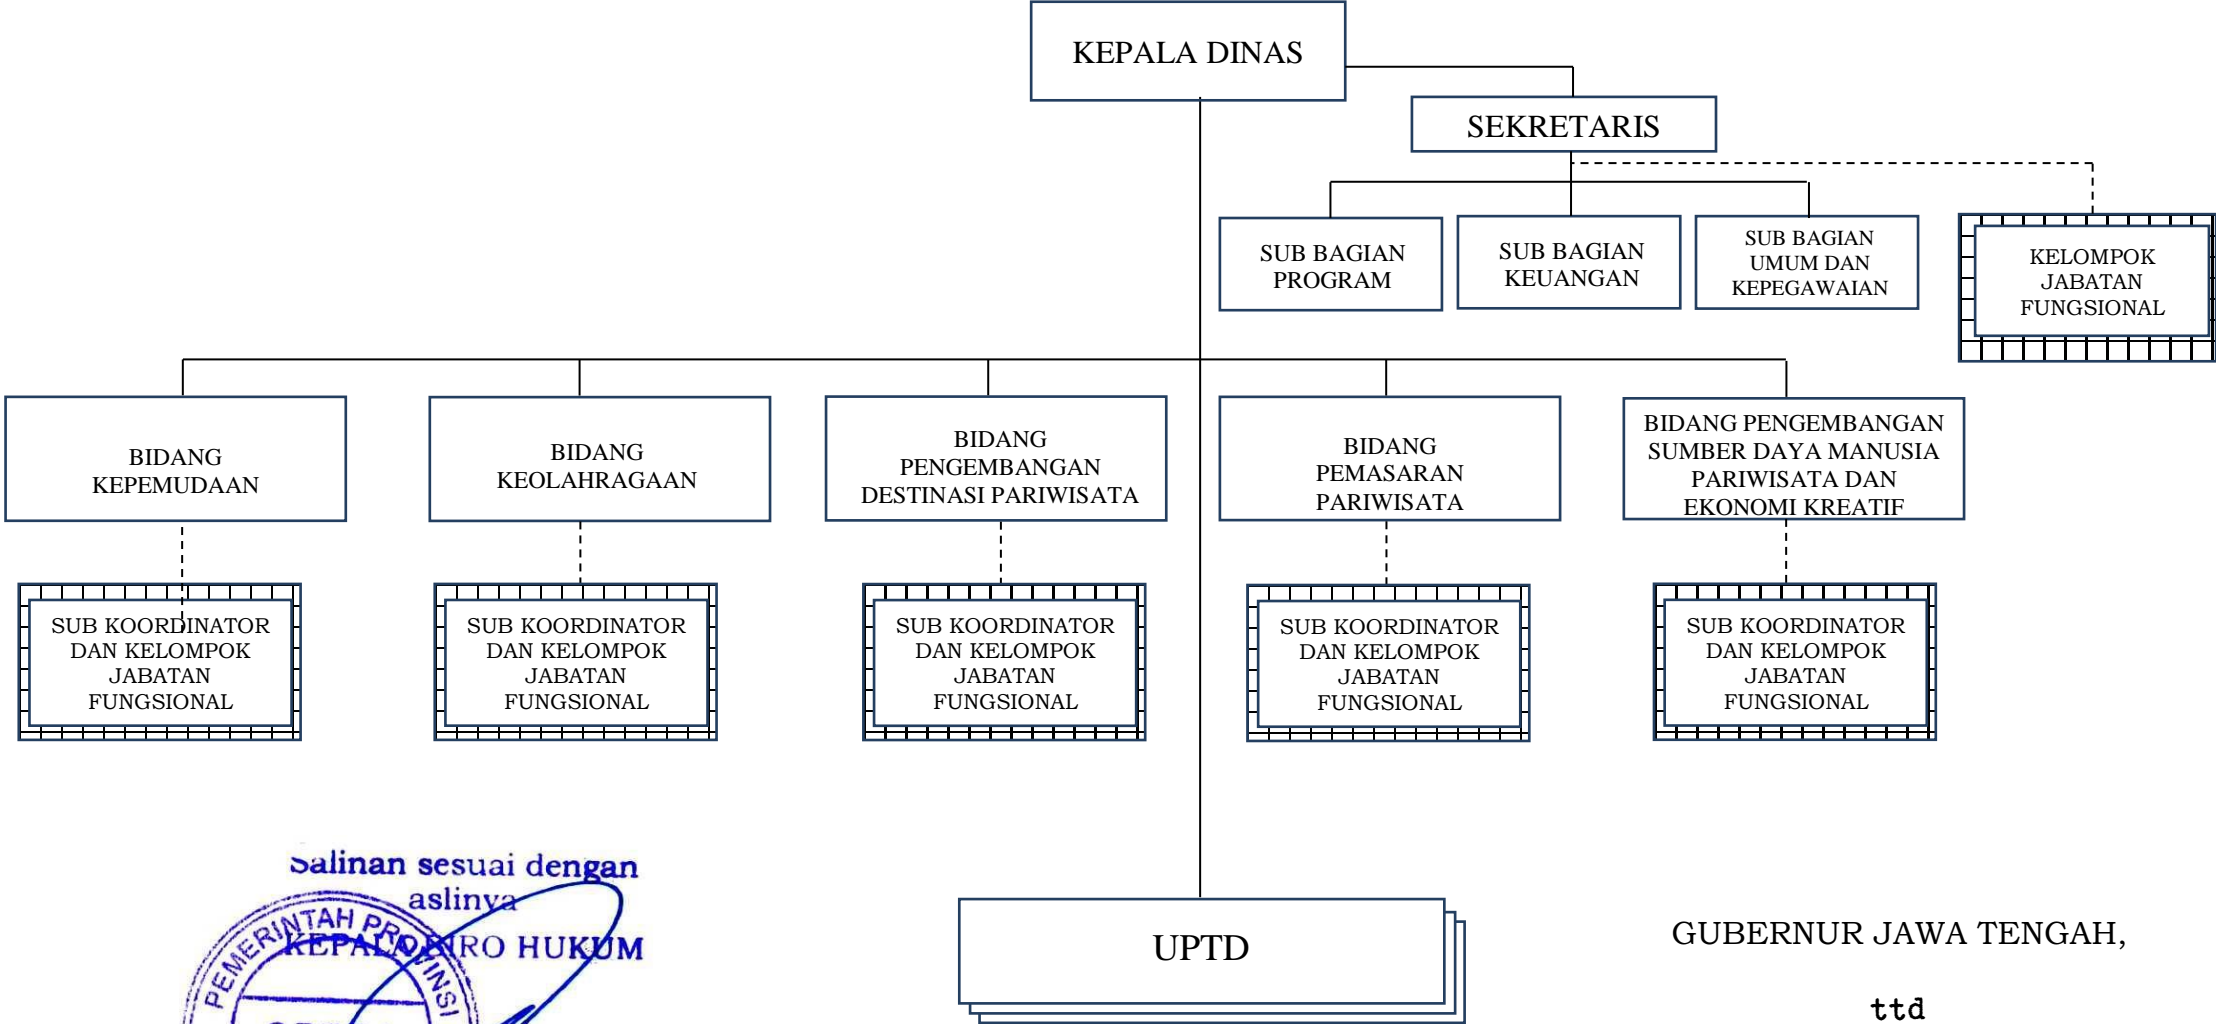 KEPALA DINAS
SEKRETARIS
SUB BAGIAN
PROGRAM
SUB BAGIAN
KEUANGAN
SUB BAGIAN
UMUM DAN
KEPEGAWAIAN
KELOMPOK
JABATAN
FUNGSIONAL
BIDANG
KEPEMUDAAN
BIDANG
KEOLAHRAGAAN
BIDANG
PENGEMBANGAN
DESTINASI PARIWISATA
BIDANG
PEMASARAN
PARIWISATA
BIDANG PENGEMBANGAN
SUMBER DAYA MANUSIA
PARIWISATA DAN
EKONOMI KREATIF
SUB KOORDINATOR
DAN KELOMPOK
JABATAN
FUNGSIONAL
SUB KOORDINATOR
DAN KELOMPOK
JABATAN
FUNGSIONAL
SUB KOORDINATOR
DAN KELOMPOK
JABATAN
FUNGSIONAL
SUB KOORDINATOR
DAN KELOMPOK
JABATAN
FUNGSIONAL
SUB KOORDINATOR
DAN KELOMPOK
JABATAN
FUNGSIONAL
Salinan sesuai dengan
aslinya
KEPALA BIRO HUKUM
PEMERINTAH PROVINSI
UPTD
GUBERNUR JAWA TENGAH,
ttd